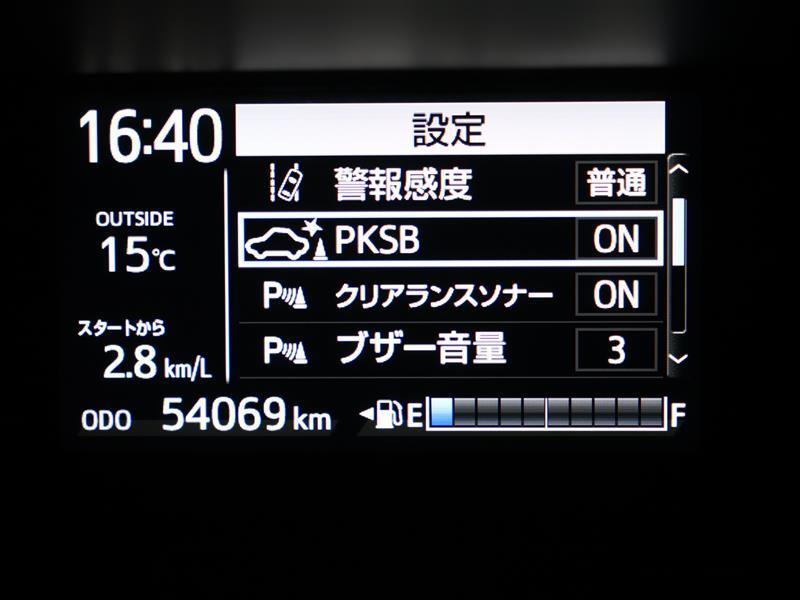 16:40
設定
警報感度 普通
OUTSIDE
15℃
PKSB ON
P クリアランスソナー ON
スタートから
2.8 km/L
P ブザー音量 3
ODO 54069 km E F